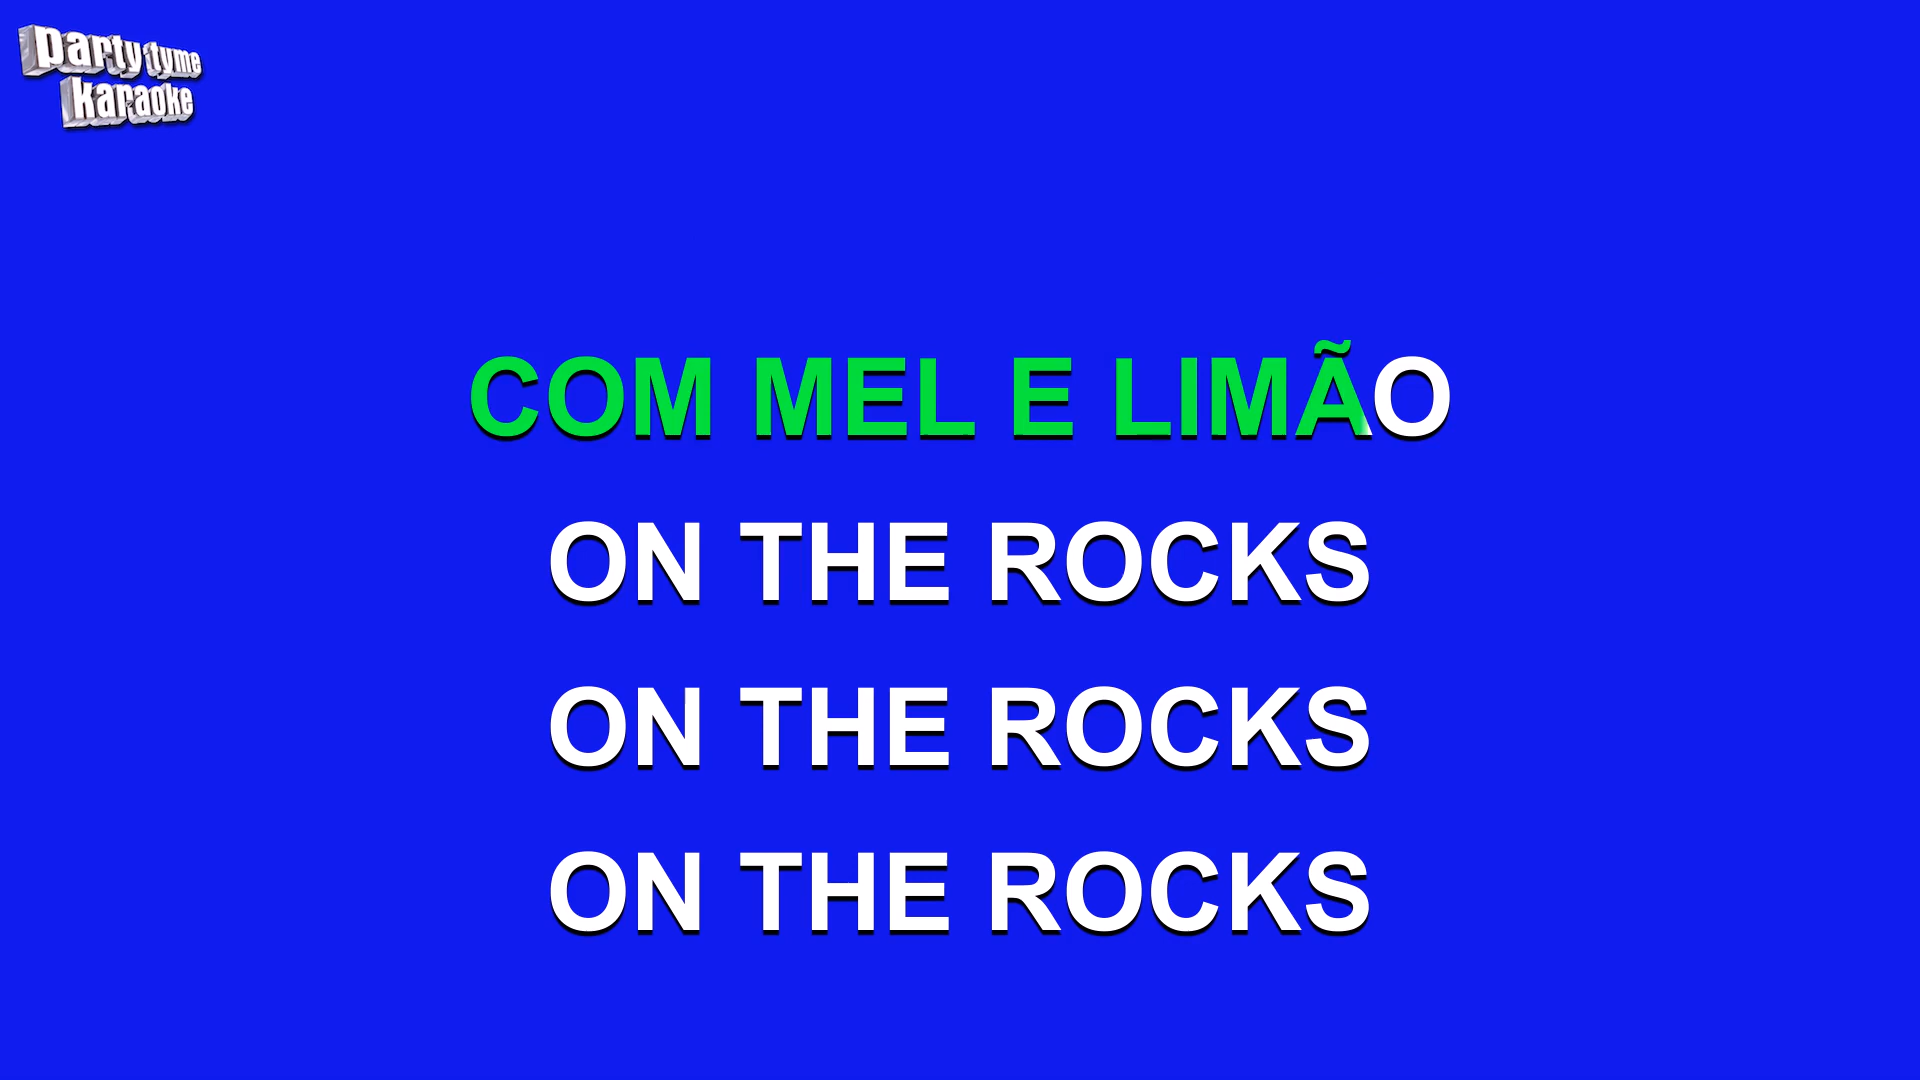 party tyme
karaoke
COM MEL E LIMÃO
ON THE ROCKS
ON THE ROCKS
ON THE ROCKS